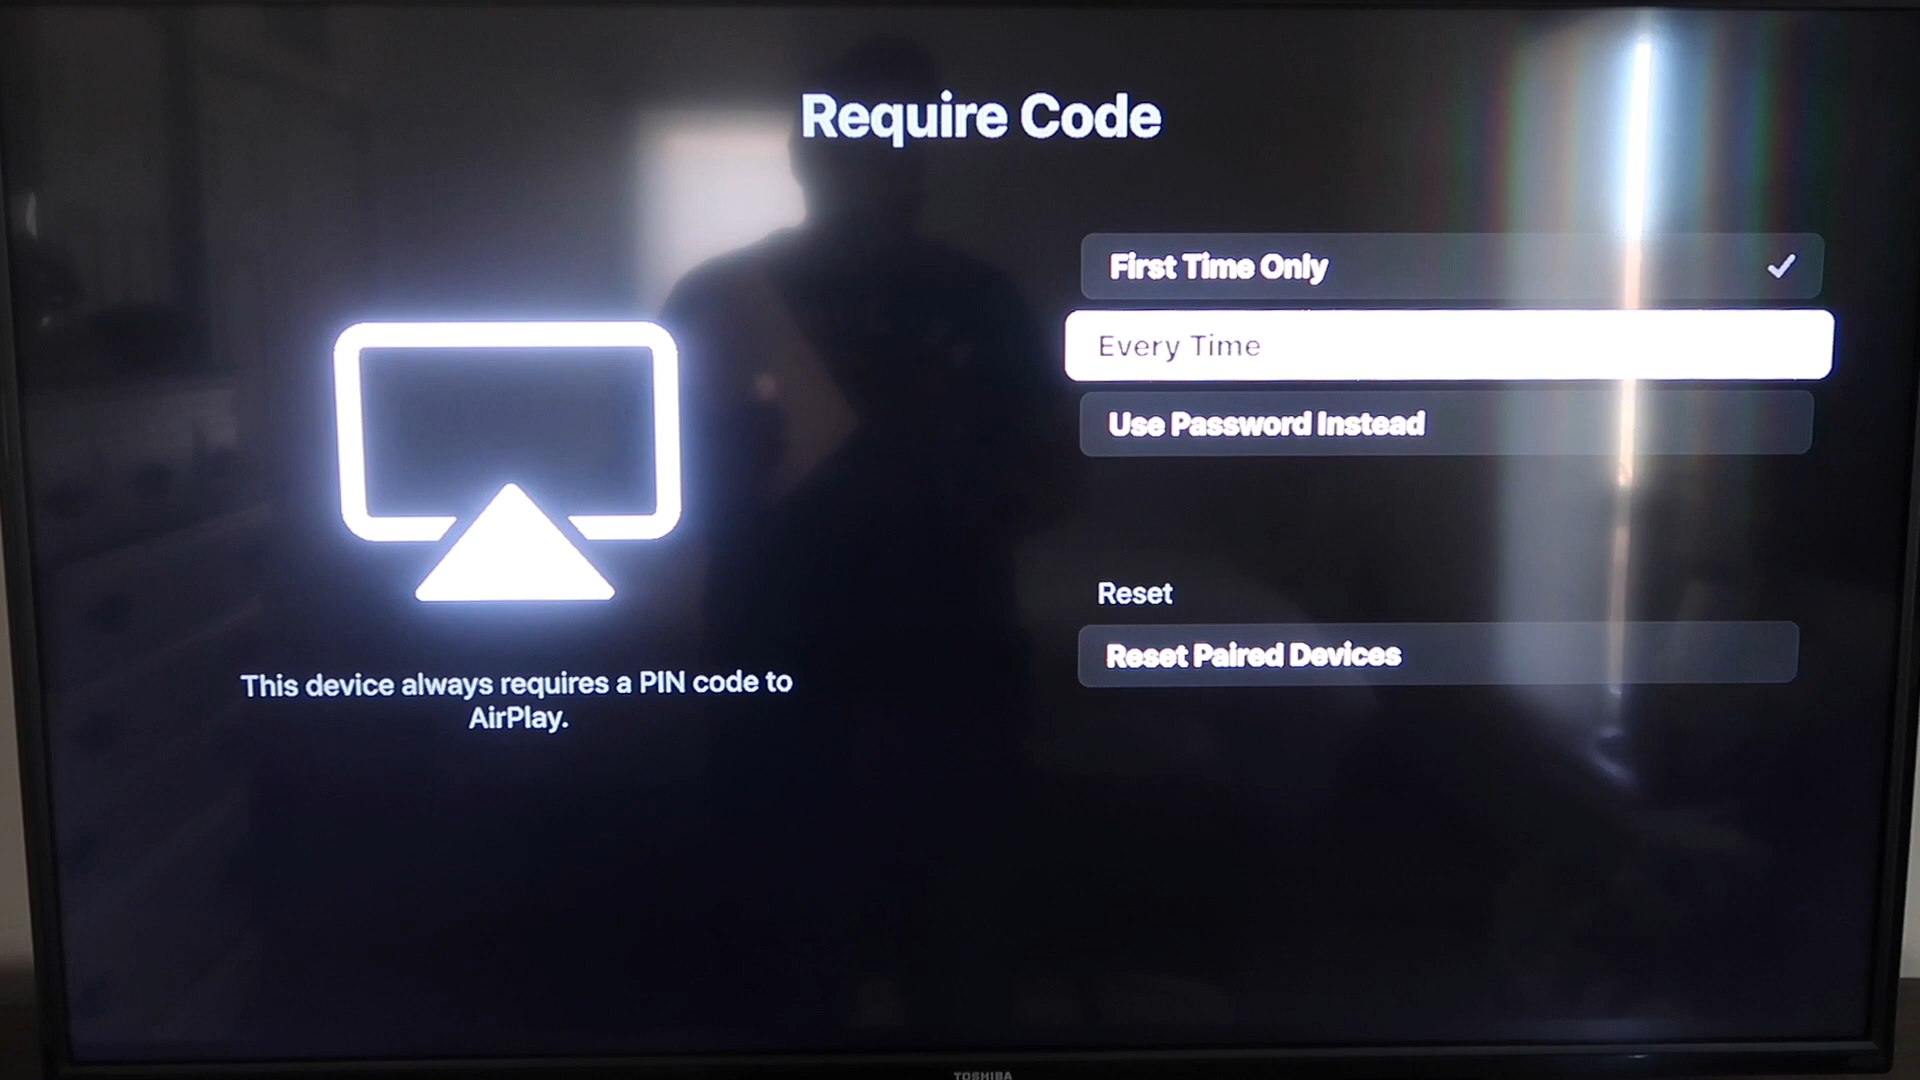 Require Code
First Time Only
Every Time
Use Password Instead
Reset
Reset Paired Devices
This device always requires a PIN code to
AirPlay.
TOSHIBA